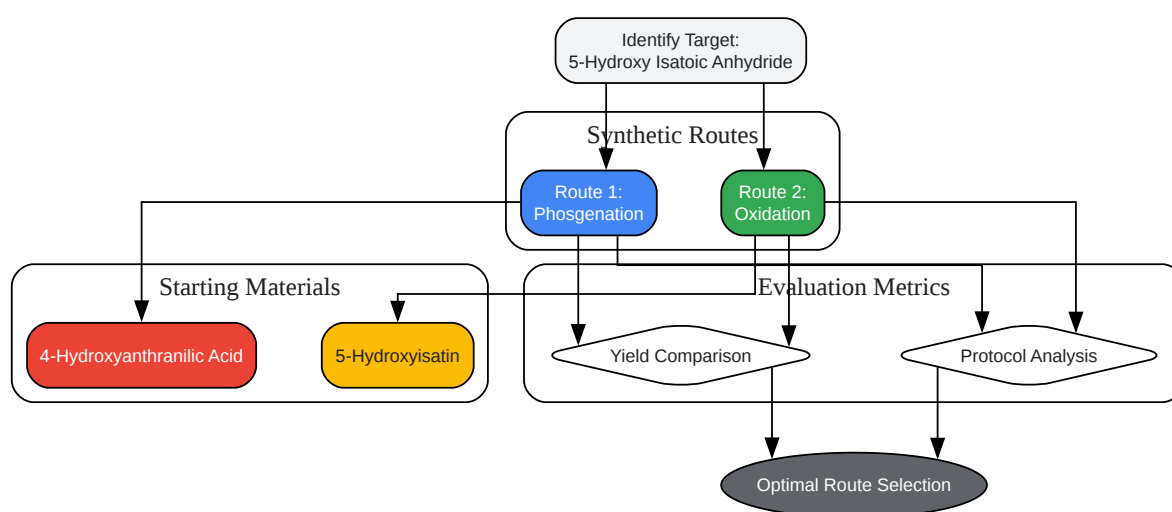 Identify Target:
5-Hydroxy Isatoic Anhydride
Synthetic Routes
Route 1:
Phosgenation
Route 2:
Oxidation
Starting Materials
Evaluation Metrics
4-Hydroxyanthranilic Acid
5-Hydroxyisatin
Yield Comparison
Protocol Analysis
Optimal Route Selection